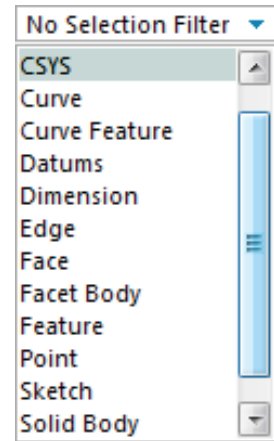 No Selection Filter
CSYS
Curve
Curve Feature
Datums
Dimension
Edge
Face
Facet Body
Feature
Point
Sketch
Solid Body